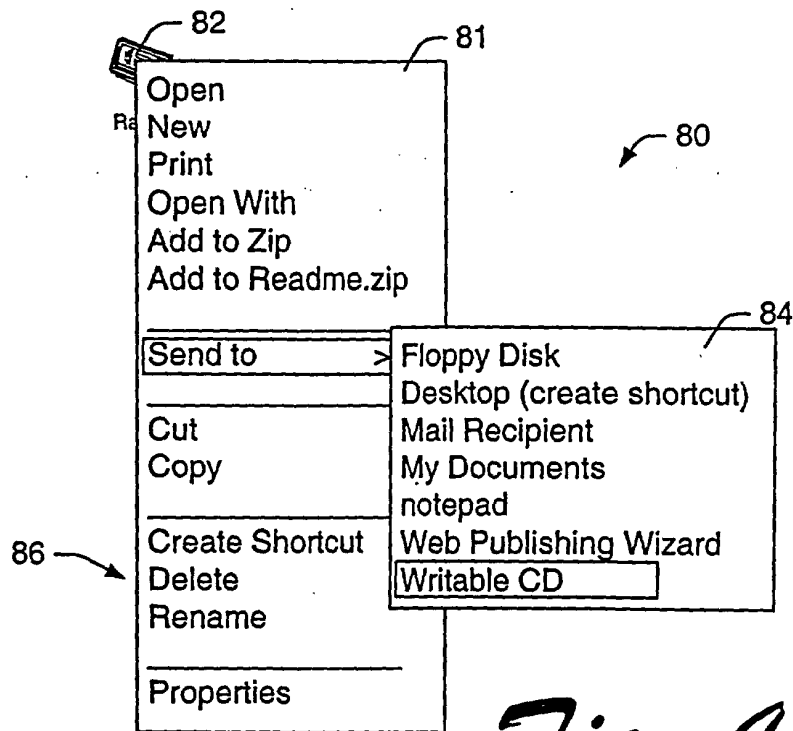 82
81
Open
Ra
New
80
Print
Open With
Add to Zip
Add to Readme.zip
84
Send to >
Floppy Disk
Desktop (create shortcut)
Cut
Mail Recipient
Copy
My Documents
notepad
Create Shortcut
Web Publishing Wizard
86
Delete
Writable CD
Rename
Properties